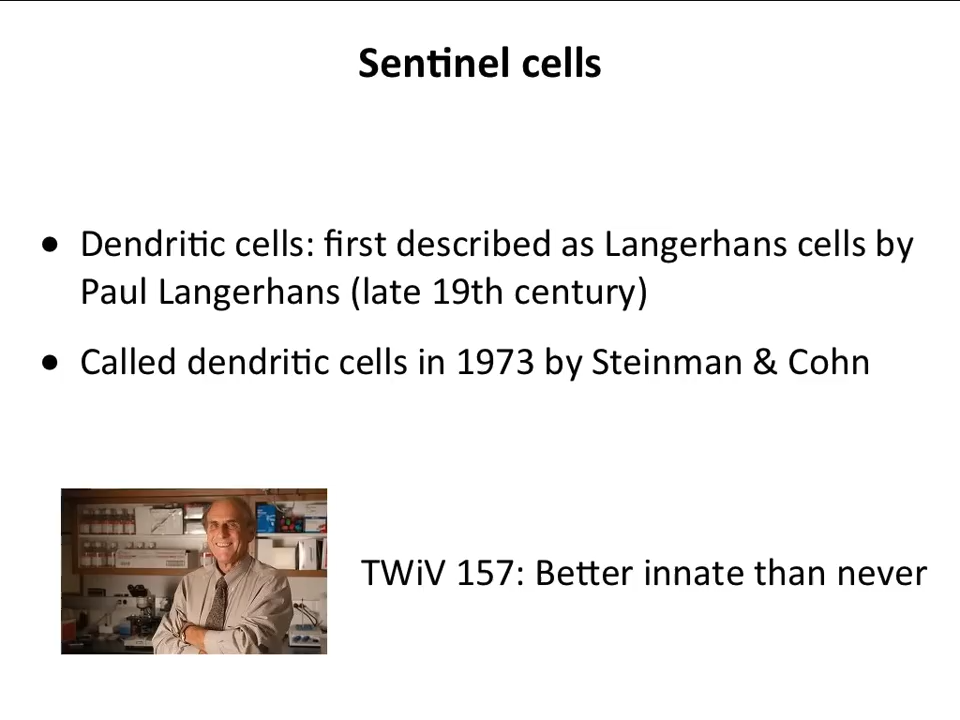 Sentinel cells
• Dendritic cells: first described as Langerhans cells by
Paul Langerhans (late 19th century)
• Called dendritic cells in 1973 by Steinman & Cohn
TWiV 157: Better innate than never